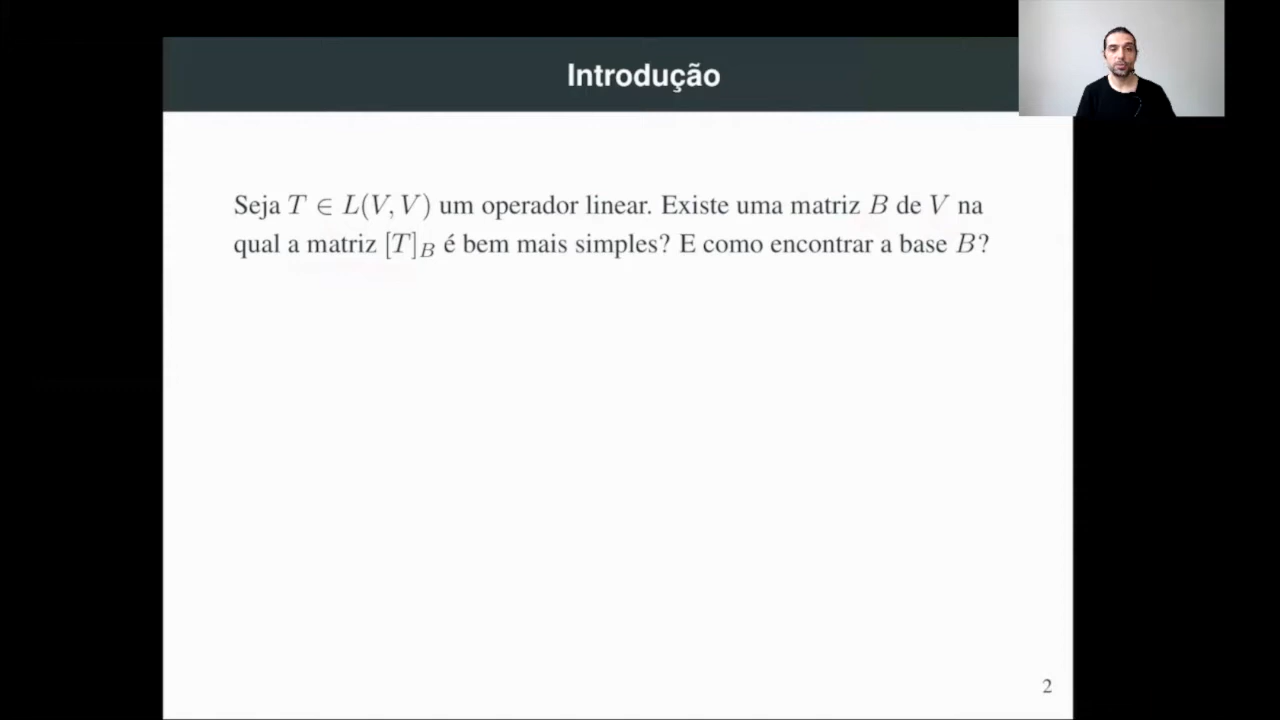 Introdução
Seja T ∈ L(V, V) um operador linear. Existe uma matriz B de V na
qual a matriz [T]_B é bem mais simples? E como encontrar a base B?
2